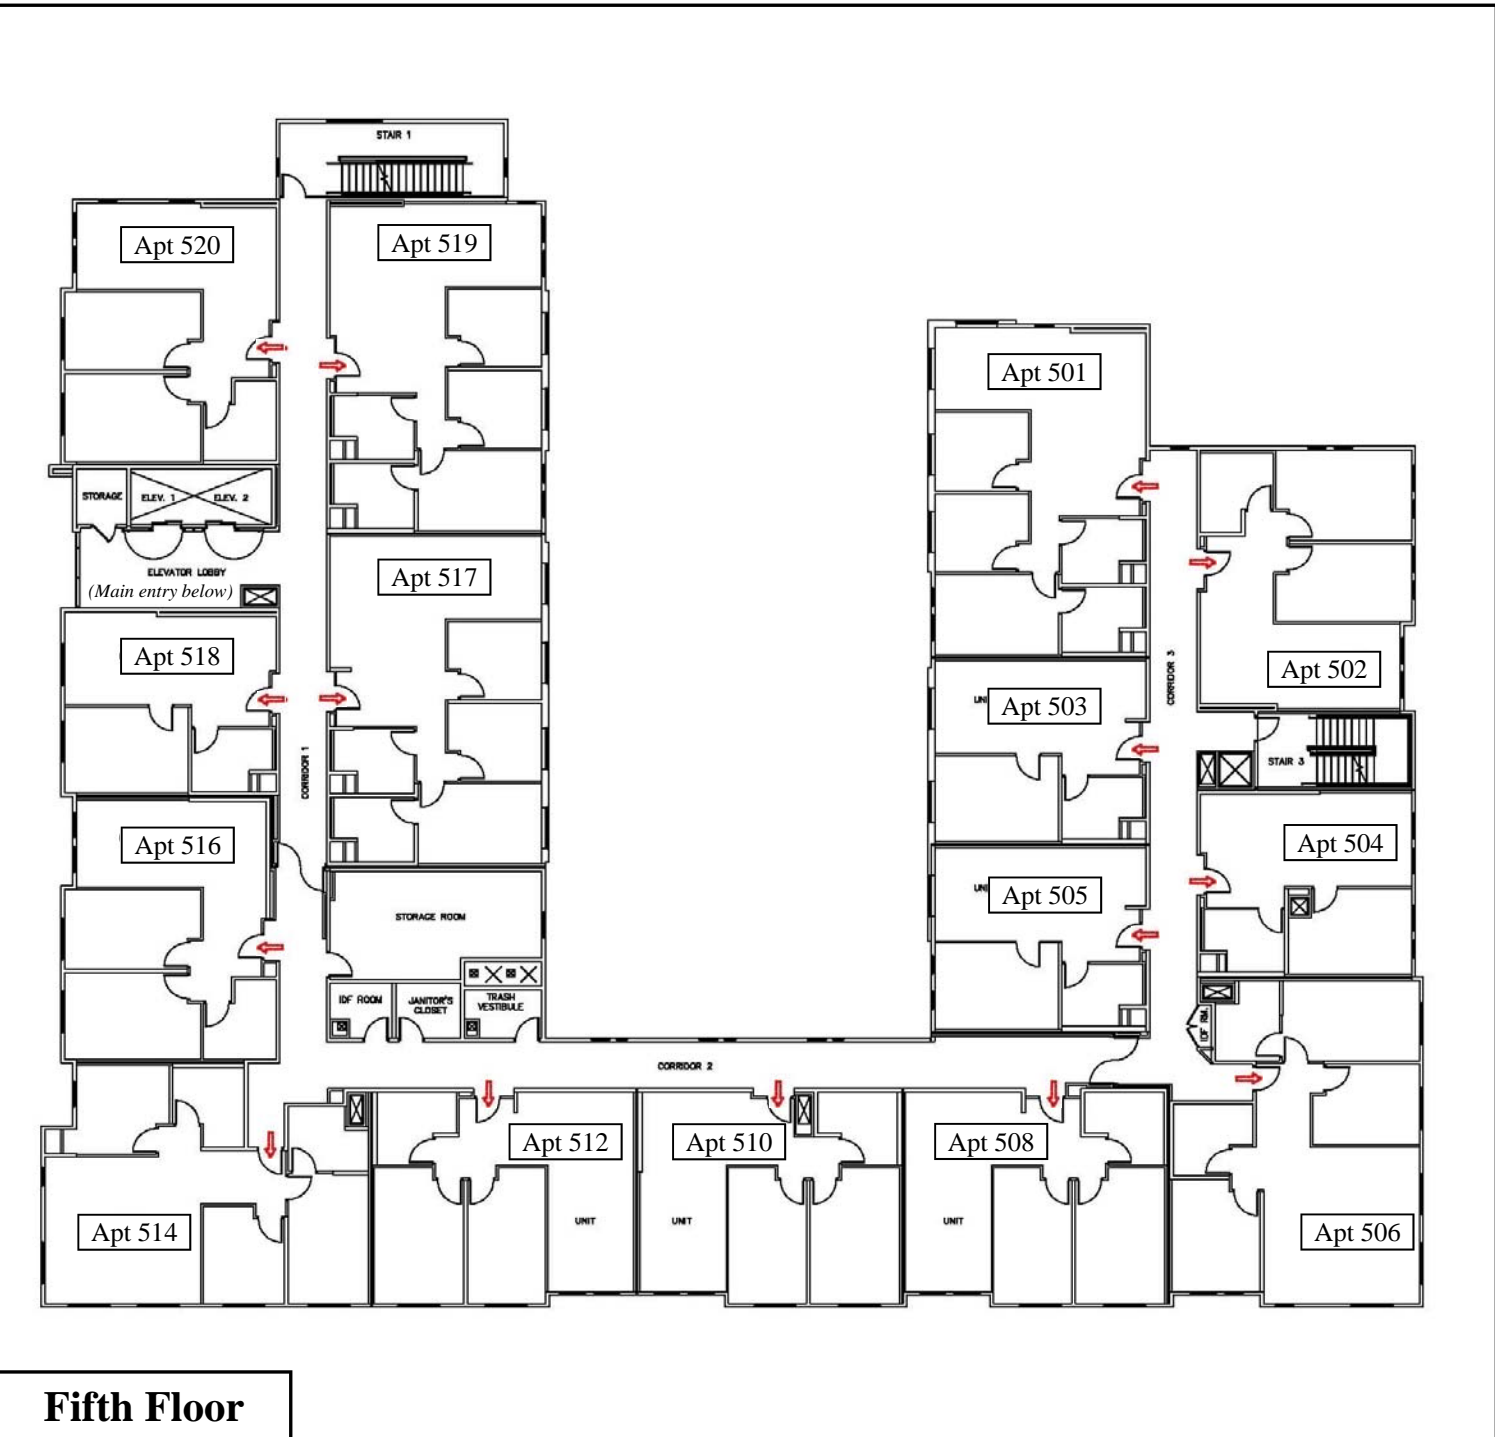 STAIR 1
Apt 520
Apt 519
Apt 501
STORAGE
ELEV. 1
ELEV. 2
ELEVATOR LOBBY
(Main entry below)
Apt 517
Apt 518
CORRIDOR 3
Apt 502
UNI
Apt 503
CORRIDOR 1
STAIR 3
Apt 516
Apt 504
UNI
Apt 505
STORAGE ROOM
IDF ROOM
JANITOR'S
CLOSET
TRASH
VESTIBULE
IDF RM.
CORRIDOR 2
Apt 512
Apt 510
Apt 508
Apt 514
UNIT
UNIT
UNIT
Apt 506
Fifth Floor